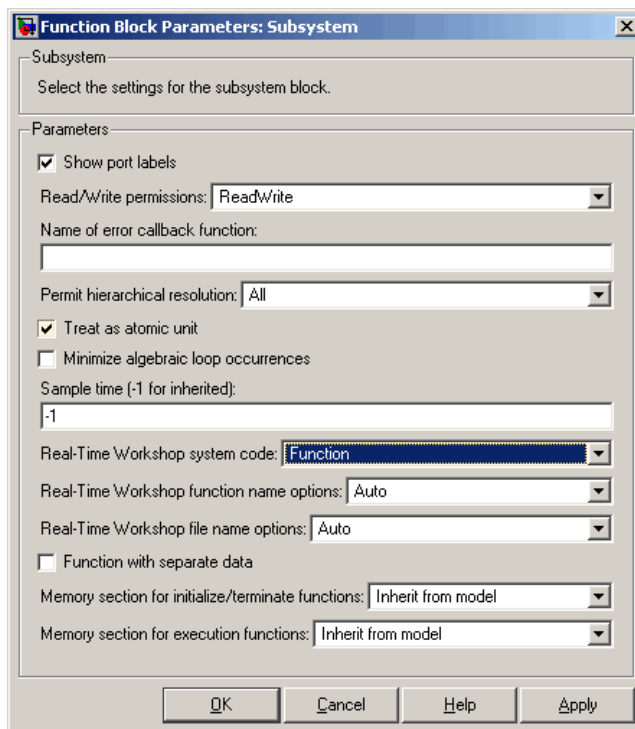 Function Block Parameters: Subsystem
Subsystem
Select the settings for the subsystem block.
Parameters
Show port labels
Read/Write permissions: ReadWrite
Name of error callback function:
Permit hierarchical resolution: All
Treat as atomic unit
Minimize algebraic loop occurrences
Sample time (-1 for inherited):
-1
Real-Time Workshop system code: Function
Real-Time Workshop function name options: Auto
Real-Time Workshop file name options: Auto
Function with separate data
Memory section for initialize/terminate functions: Inherit from model
Memory section for execution functions: Inherit from model
OK Cancel Help Apply